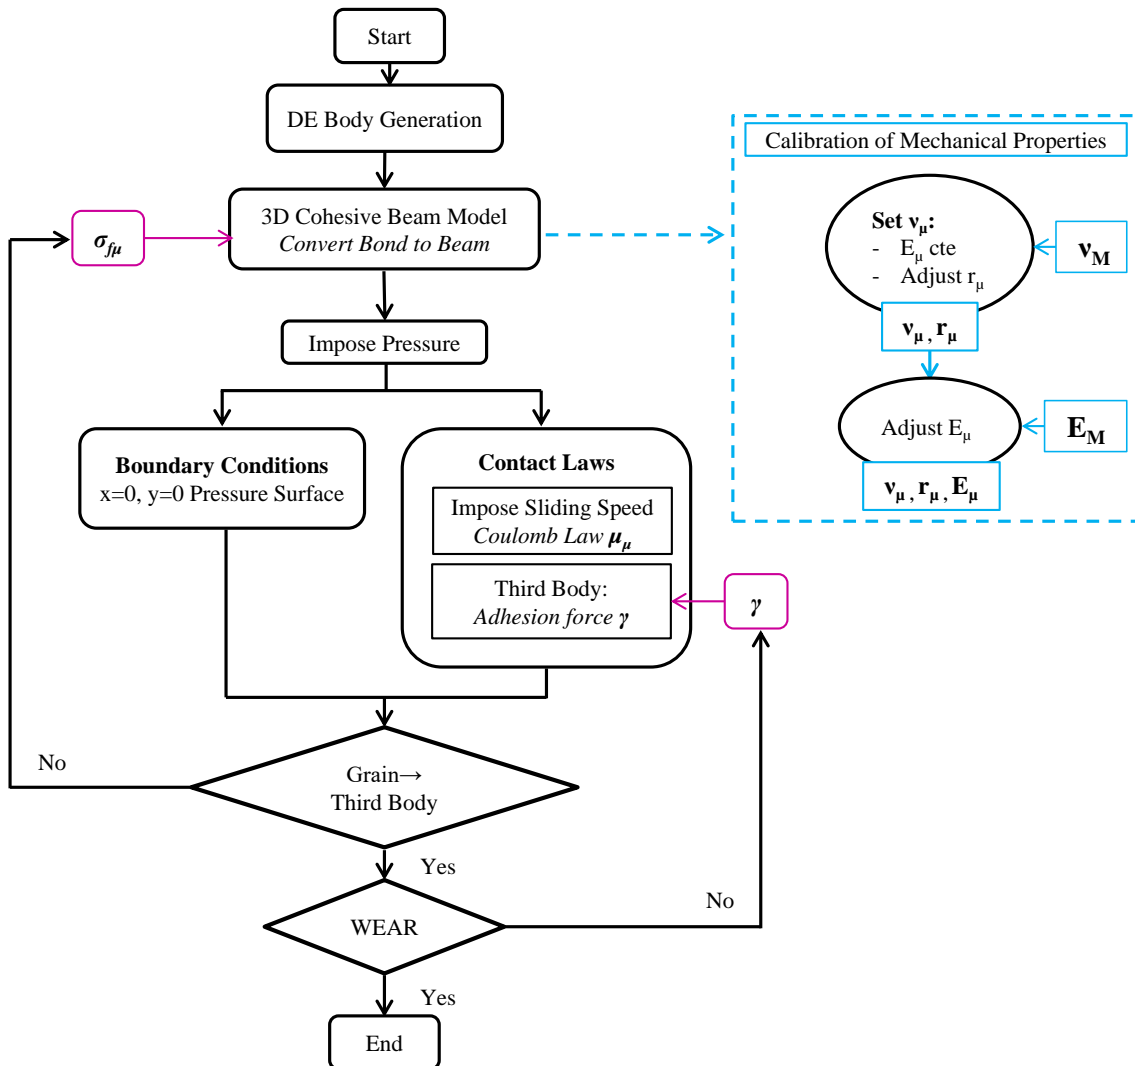 Start
DE Body Generation
3D Cohesive Beam Model
Convert Bond to Beam
σfμ
Impose Pressure
Boundary Conditions
x=0, y=0 Pressure Surface
Contact Laws
Impose Sliding Speed
Coulomb Law μμ
Third Body:
Adhesion force γ
γ
No
Grain→
Third Body
Yes
WEAR
No
Yes
End
Calibration of Mechanical Properties
Set νμ:
- Eμ cte
- Adjust rμ
νM
νμ , rμ
Adjust Eμ
EM
νμ , rμ , Eμ